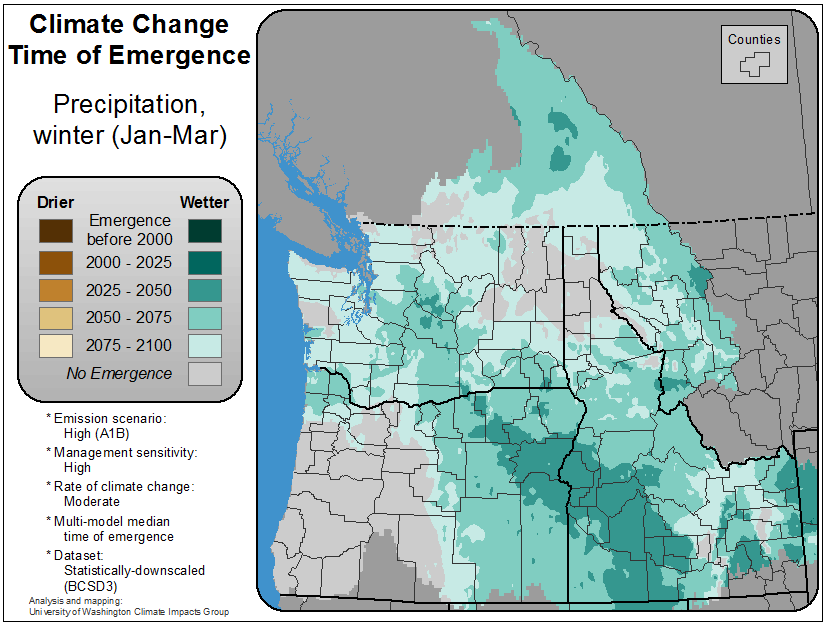 Climate Change
Time of Emergence
Precipitation,
winter (Jan-Mar)
Drier Wetter
Emergence
before 2000
2000 - 2025
2025 - 2050
2050 - 2075
2075 - 2100
No Emergence
* Emission scenario:
High (A1B)
* Management sensitivity:
High
* Rate of climate change:
Moderate
* Multi-model median
time of emergence
* Dataset:
Statistically-downscaled
(BCSD3)
Analysis and mapping:
University of Washington Climate Impacts Group
Counties